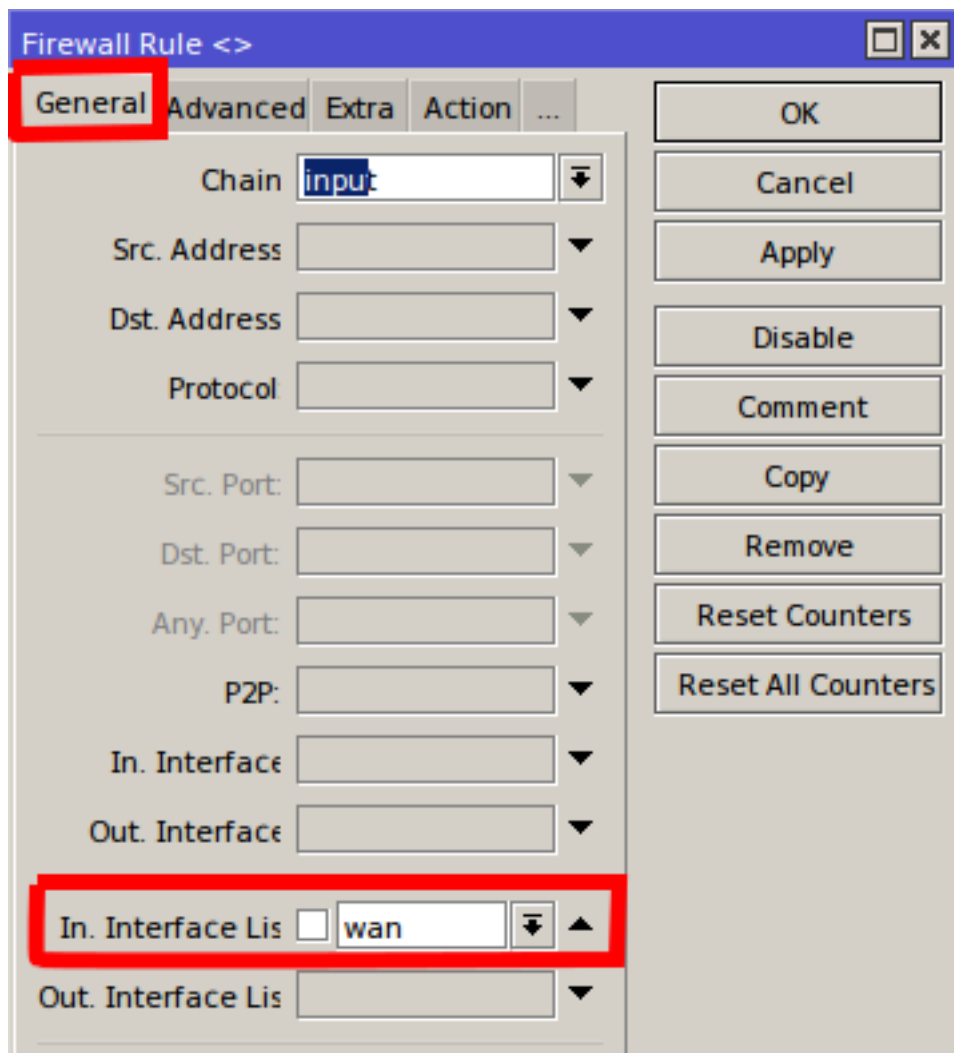 Firewall Rule <>
General Advanced Extra Action ...
Chain input
Src. Address
Dst. Address
Protocol
Src. Port:
Dst. Port:
Any. Port:
P2P:
In. Interface
Out. Interface
In. Interface Lis wan
Out. Interface Lis
OK
Cancel
Apply
Disable
Comment
Copy
Remove
Reset Counters
Reset All Counters